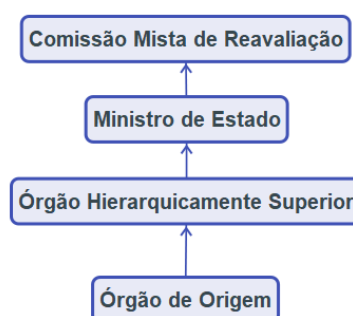 Comissão Mista de Reavaliação
Ministro de Estado
Órgão Hierarquicamente Superior
Órgão de Origem